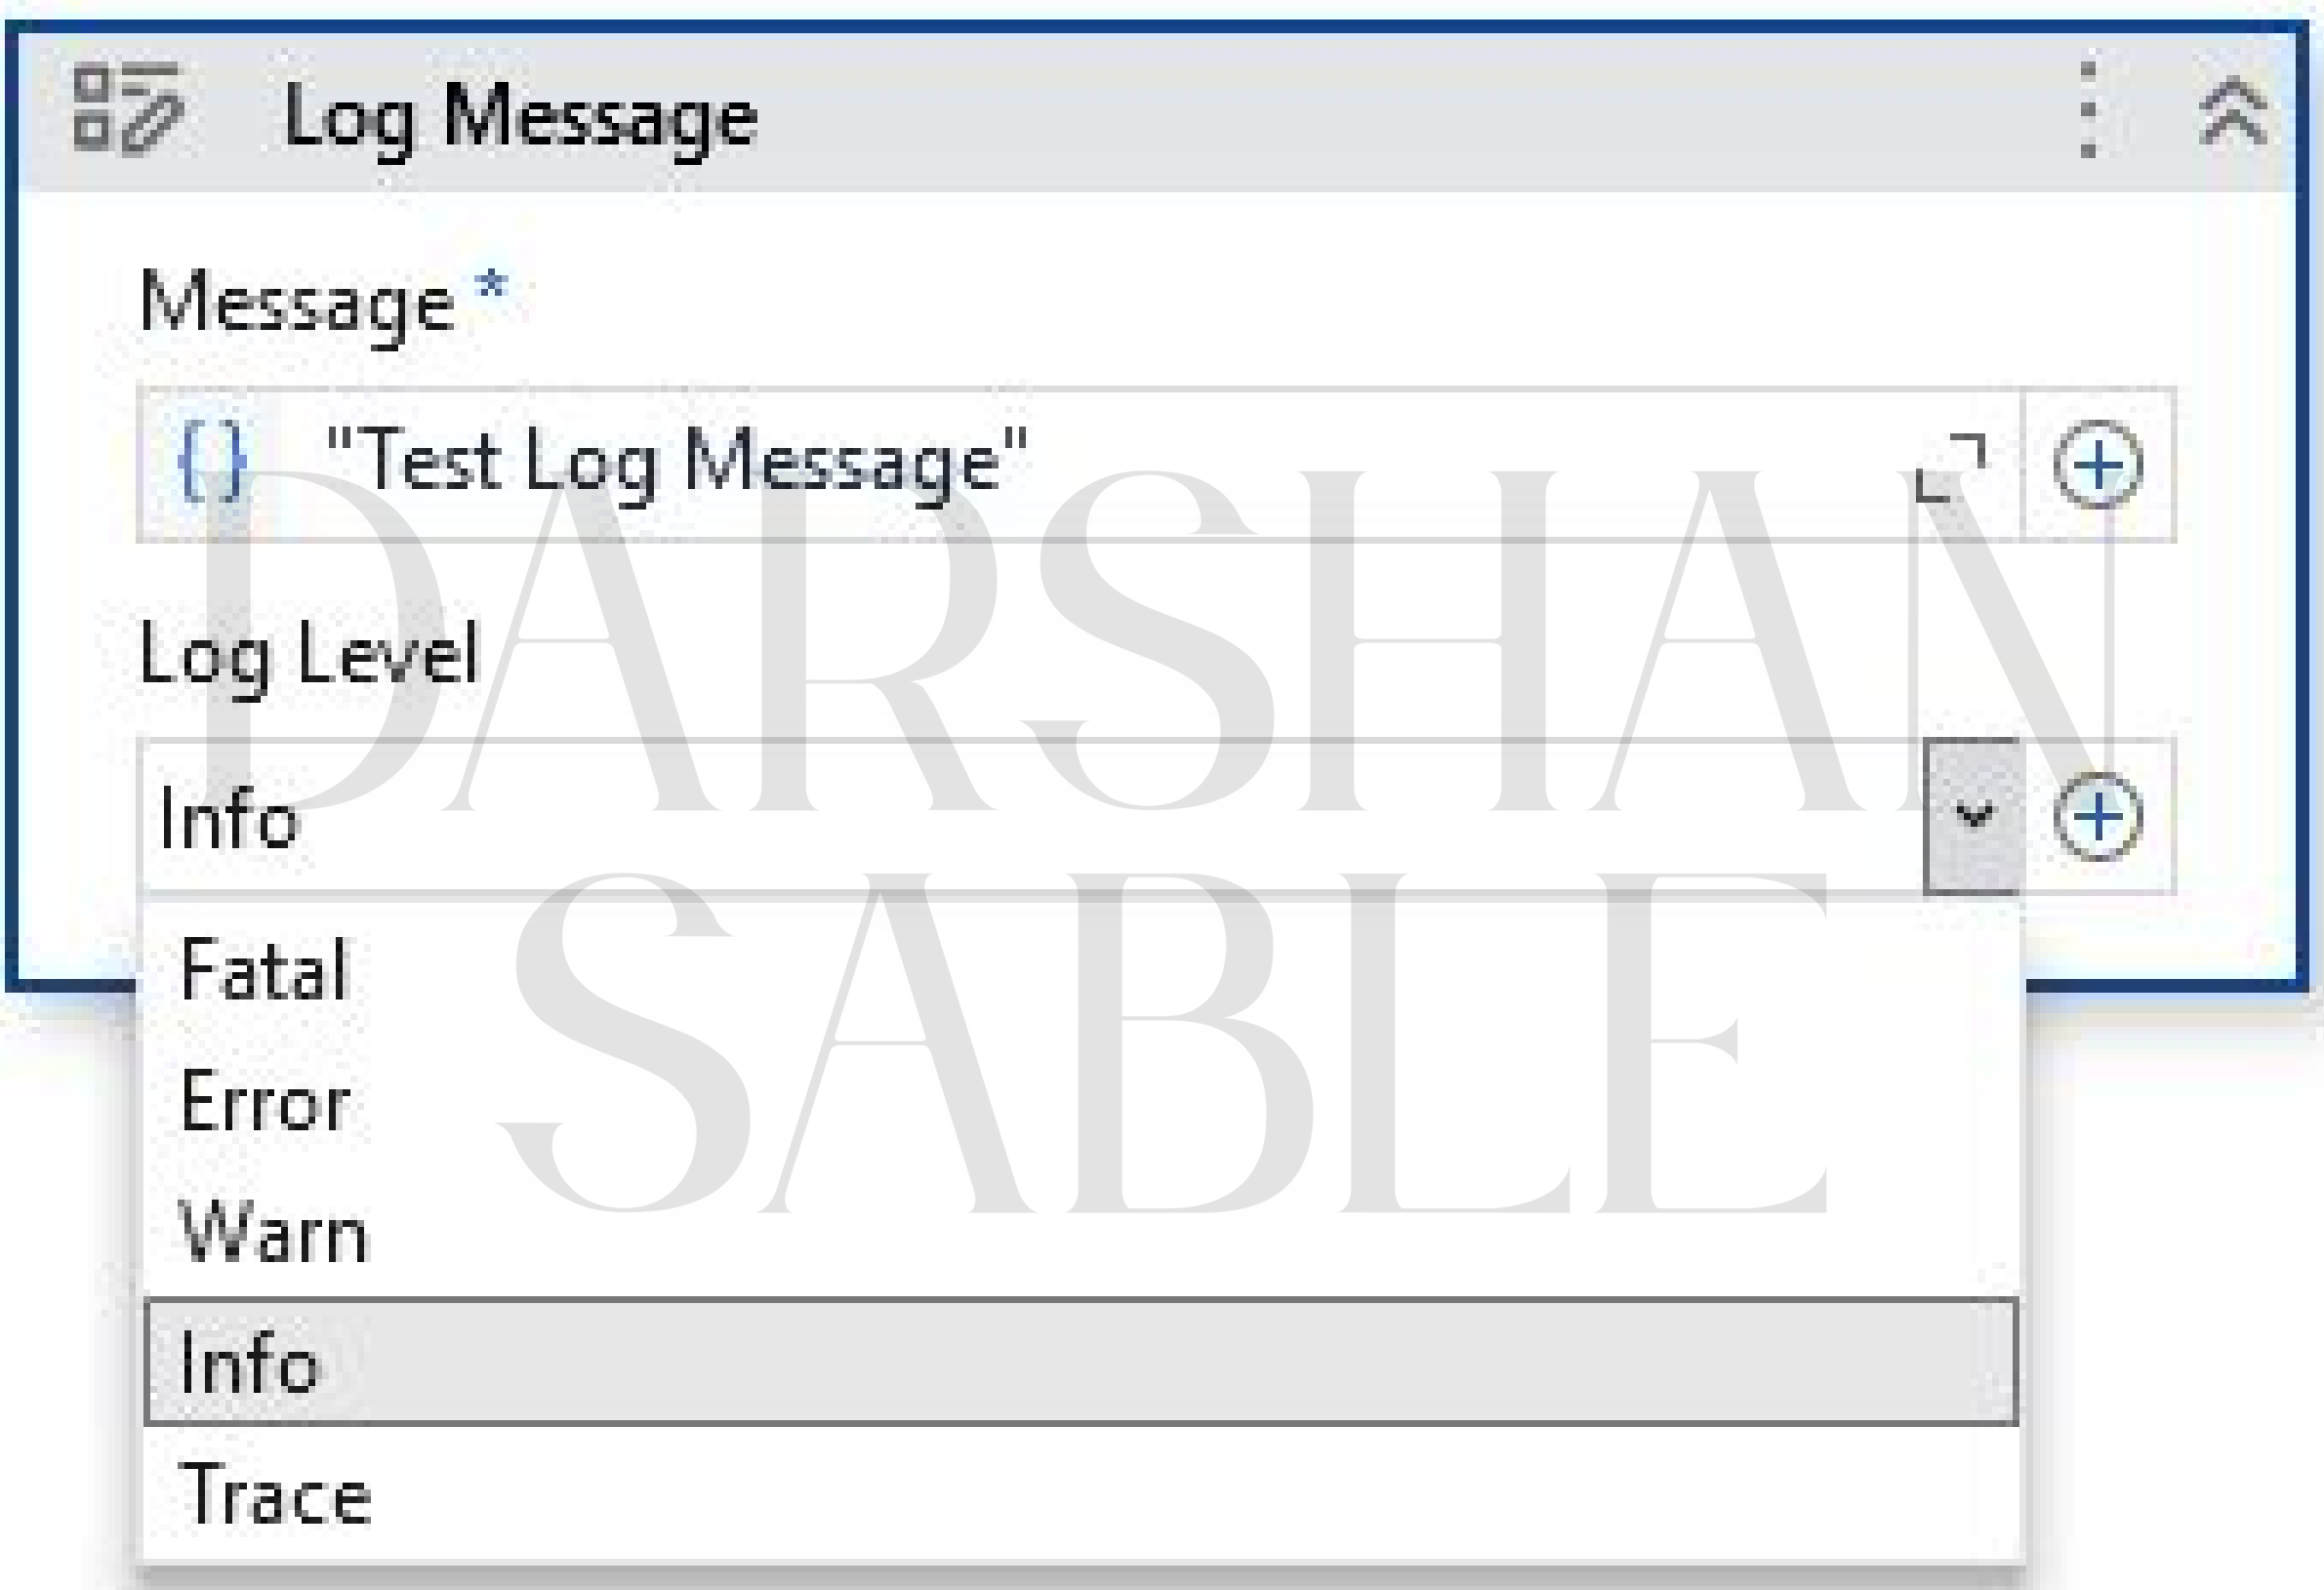 Log Message
Message *
{} "Test Log Message"
Log Level
Info
Fatal
Error
Warn
Info
Trace
DARSHAN
SABLE